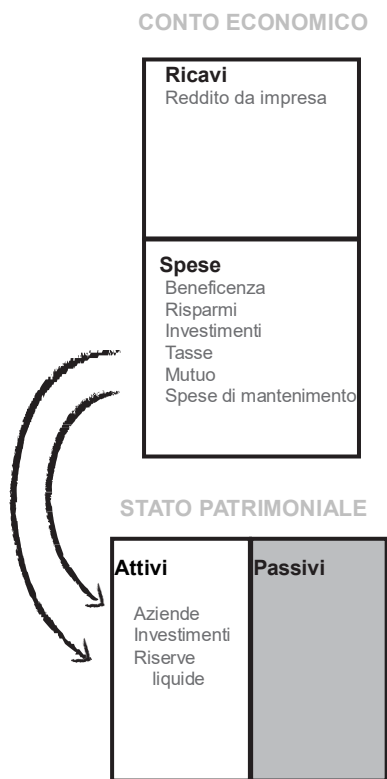 CONTO ECONOMICO
Ricavi
Reddito da impresa
Spese
Beneficenza
Risparmi
Investimenti
Tasse
Mutuo
Spese di mantenimento
STATO PATRIMONIALE
Attivi
Aziende
Investimenti
Riserve
liquide
Passivi